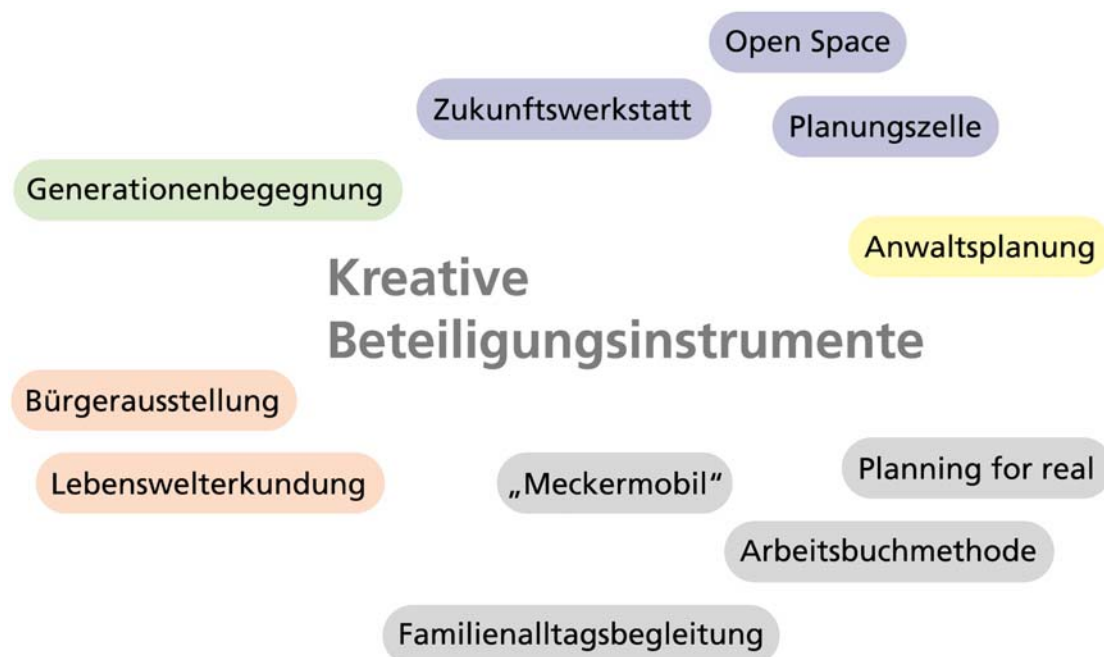 Open Space
Zukunftswerkstatt
Planungszelle
Generationenbegegnung
Anwaltsplanung
Kreative
Beteiligungsinstrumente
Bürgerausstellung
Lebenswelterkundung
„Meckermobil“
Planning for real
Arbeitsbuchmethode
Familienalltagsbegleitung